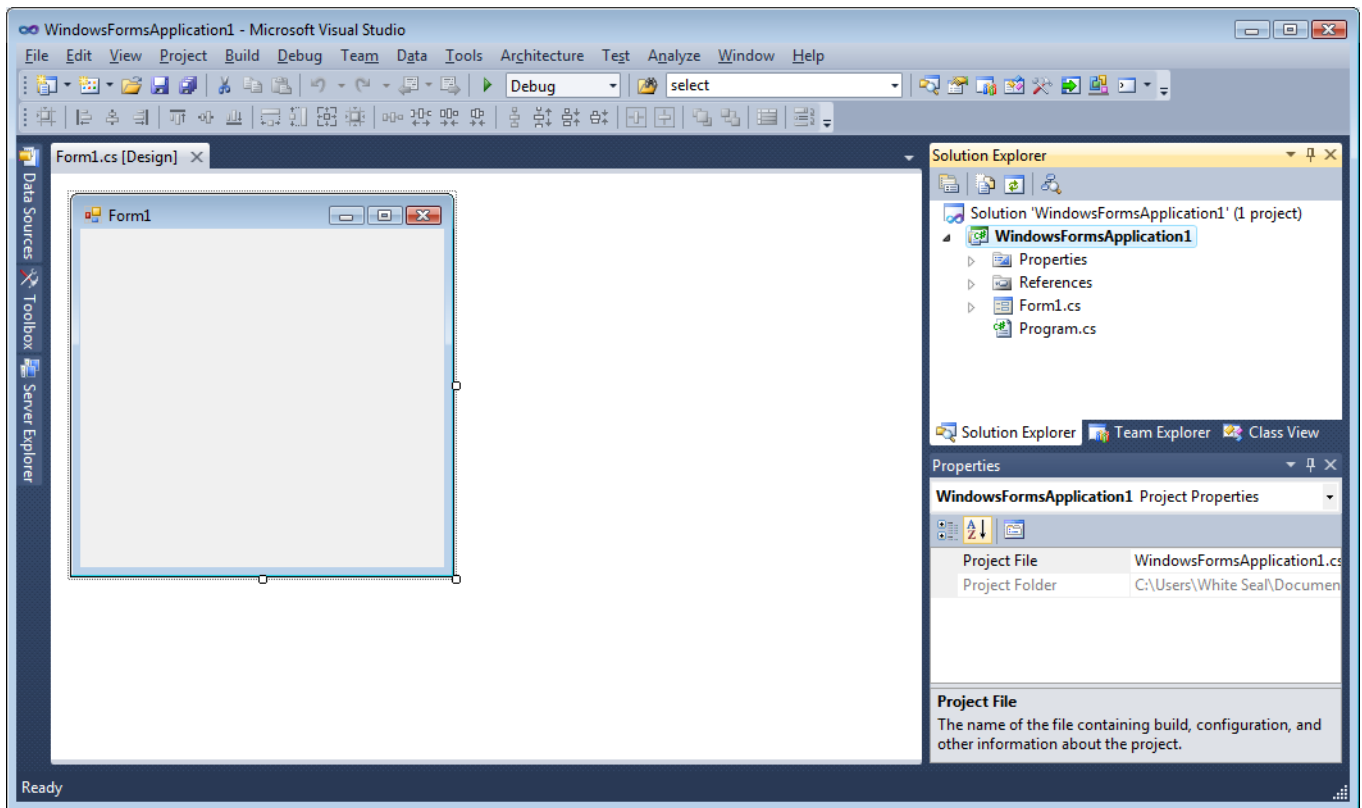 WindowsFormsApplication1 - Microsoft Visual Studio
File Edit View Project Build Debug Team Data Tools Architecture Test Analyze Window Help
Debug select
Data Sources
Toolbox
Server Explorer
Form1.cs [Design]
Form1
Solution Explorer
Solution 'WindowsFormsApplication1' (1 project)
WindowsFormsApplication1
Properties
References
Form1.cs
Program.cs
Solution Explorer Team Explorer Class View
Properties
WindowsFormsApplication1 Project Properties
Project File WindowsFormsApplication1.cs
Project Folder C:\Users\White Seal\Documen
Project File
The name of the file containing build, configuration, and
other information about the project.
Ready